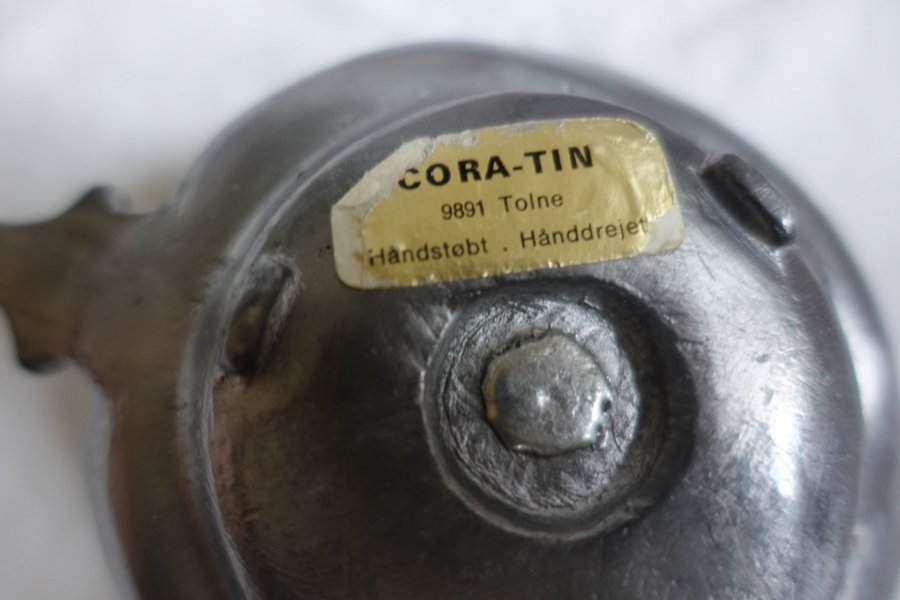 CORA-TIN
9891 Tolne
Håndstøbt . Hånddrejet